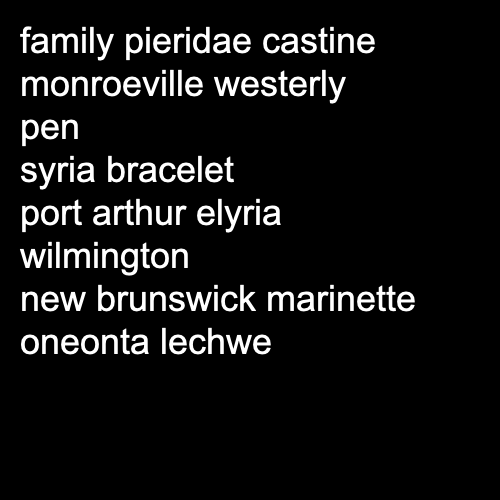 family pieridae castine
monroeville westerly
pen
syria bracelet
port arthur elyria
wilmington
new brunswick marinette
oneonta lechwe